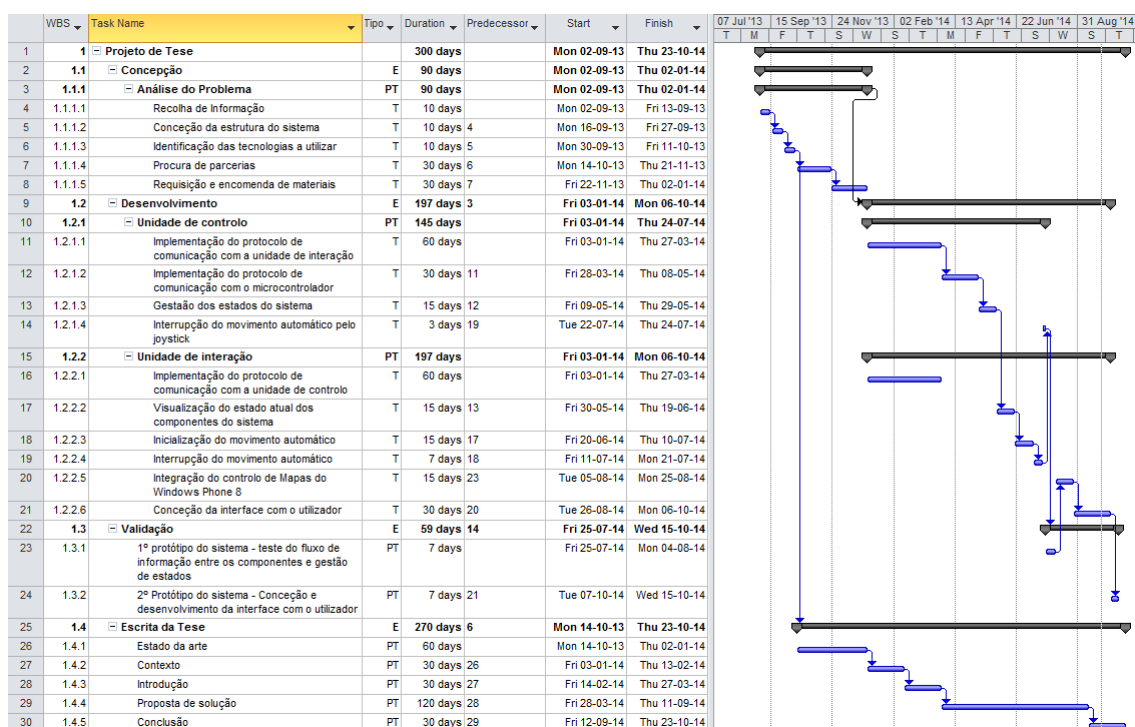 WBS Task Name Tipo Duration Predecessor Start Finish 07 Jul '13 15 Sep '13 24 Nov '13 02 Feb '14 13 Apr '14 22 Jun '14 31 Aug '14
T M F T S W S T M F T S W S T
1 1 Projeto de Tese 300 days Mon 02-09-13 Thu 23-10-14
2 1.1 Concepção E 90 days Mon 02-09-13 Thu 02-01-14
3 1.1.1 Análise do Problema PT 90 days Mon 02-09-13 Thu 02-01-14
4 1.1.1.1 Recolha de Informação T 10 days Mon 02-09-13 Fri 13-09-13
5 1.1.1.2 Conceção da estrutura do sistema T 10 days 4 Mon 16-09-13 Fri 27-09-13
6 1.1.1.3 Identificação das tecnologias a utilizar T 10 days 5 Mon 30-09-13 Fri 11-10-13
7 1.1.1.4 Procura de parcerias T 30 days 6 Mon 14-10-13 Thu 21-11-13
8 1.1.1.5 Requisição e encomenda de materiais T 30 days 7 Fri 22-11-13 Thu 02-01-14
9 1.2 Desenvolvimento E 197 days 3 Fri 03-01-14 Mon 06-10-14
10 1.2.1 Unidade de controlo PT 145 days Fri 03-01-14 Thu 24-07-14
11 1.2.1.1 Implementação do protocolo de T 60 days Fri 03-01-14 Thu 27-03-14
comunicação com a unidade de interação
12 1.2.1.2 Implementação do protocolo de T 30 days 11 Fri 28-03-14 Thu 08-05-14
comunicação com o microcontrolador
13 1.2.1.3 Gestaão dos estados do sistema T 15 days 12 Fri 09-05-14 Thu 29-05-14
14 1.2.1.4 Interrupção do movimento automático pelo T 3 days 19 Tue 22-07-14 Thu 24-07-14
joystick
15 1.2.2 Unidade de interação PT 197 days Fri 03-01-14 Mon 06-10-14
16 1.2.2.1 Implementação do protocolo de T 60 days Fri 03-01-14 Thu 27-03-14
comunicação com a unidade de controlo
17 1.2.2.2 Visualização do estado atual dos T 15 days 13 Fri 30-05-14 Thu 19-06-14
componentes do sistema
18 1.2.2.3 Inicialização do movimento automático T 15 days 17 Fri 20-06-14 Thu 10-07-14
19 1.2.2.4 Interrupção do movimento automático T 7 days 18 Fri 11-07-14 Mon 21-07-14
20 1.2.2.5 Integração do controlo de Mapas do T 15 days 23 Tue 05-08-14 Mon 25-08-14
Windows Phone 8
21 1.2.2.6 Conceção da interface com o utilizador T 30 days 20 Tue 26-08-14 Mon 06-10-14
22 1.3 Validação E 59 days 14 Fri 25-07-14 Wed 15-10-14
23 1.3.1 1º protótipo do sistema - teste do fluxo de PT 7 days Fri 25-07-14 Mon 04-08-14
informação entre os componentes e gestão
de estados
24 1.3.2 2º Protótipo do sistema - Conceção e PT 7 days 21 Tue 07-10-14 Wed 15-10-14
desenvolvimento da interface com o utilizador
25 1.4 Escrita da Tese E 270 days 6 Mon 14-10-13 Thu 23-10-14
26 1.4.1 Estado da arte PT 60 days Mon 14-10-13 Thu 02-01-14
27 1.4.2 Contexto PT 30 days 26 Fri 03-01-14 Thu 13-02-14
28 1.4.3 Introdução PT 30 days 27 Fri 14-02-14 Thu 27-03-14
29 1.4.4 Proposta de solução PT 120 days 28 Fri 28-03-14 Thu 11-09-14
30 1.4.5 Conclusão PT 30 days 29 Fri 12-09-14 Thu 23-10-14